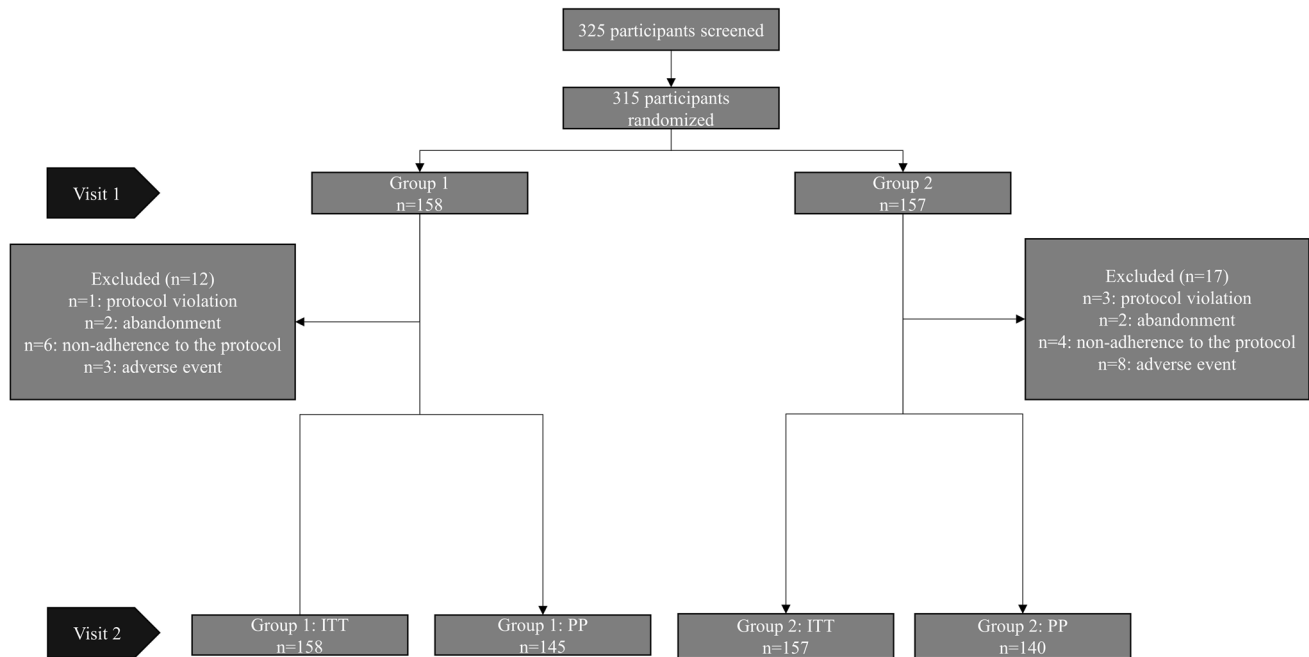 325 participants screened
315 participants
randomized
Visit 1
Group 1
n=158
Group 2
n=157
Excluded (n=12)
n=1: protocol violation
n=2: abandonment
n=6: non-adherence to the protocol
n=3: adverse event
Excluded (n=17)
n=3: protocol violation
n=2: abandonment
n=4: non-adherence to the protocol
n=8: adverse event
Visit 2
Group 1: ITT
n=158
Group 1: PP
n=145
Group 2: ITT
n=157
Group 2: PP
n=140